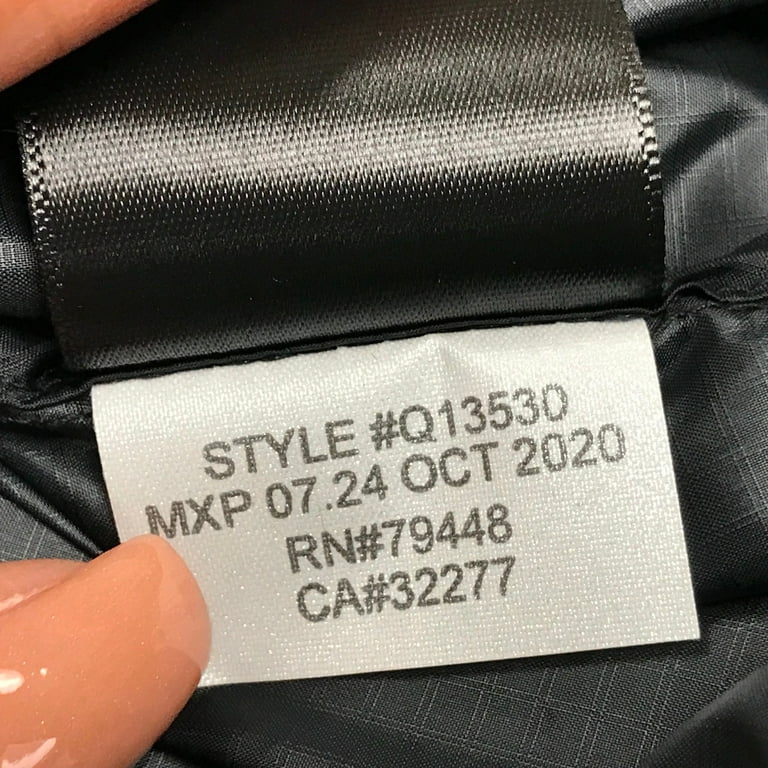 STYLE #Q13530
MXP 07.24 OCT 2020
RN#79448
CA#32277